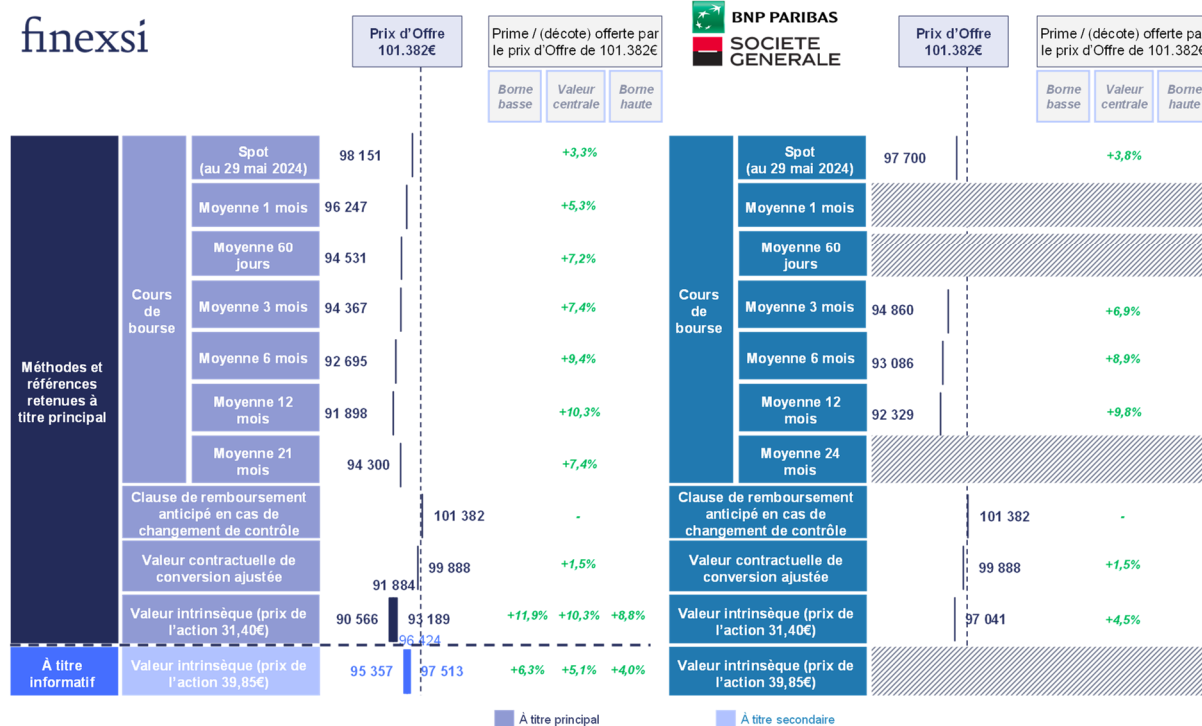 finexsi
Prix d'Offre
101.382€
Prime / (décote) offerte par
le prix d'Offre de 101.382€
Borne
basse
Valeur
centrale
Borne
haute
BNP PARIBAS
SOCIETE
GENERALE
Prix d'Offre
101.382€
Prime / (décote) offerte par
le prix d'Offre de 101.382€
Borne
basse
Valeur
centrale
Borne
haute
Méthodes et
références
retenues à
titre principal
Cours
de
bourse
Spot
(au 29 mai 2024)
98 151
+3,3%
Moyenne 1 mois
96 247
+5,3%
Moyenne 60
jours
94 531
+7,2%
Moyenne 3 mois
94 367
+7,4%
Moyenne 6 mois
92 695
+9,4%
Moyenne 12
mois
91 898
+10,3%
Moyenne 21
mois
94 300
+7,4%
Clause de remboursement
anticipé en cas de
changement de contrôle
101 382
-
Valeur contractuelle de
conversion ajustée
99 888
+1,5%
Valeur intrinsèque (prix de
l'action 31,40€)
91 884
90 566
93 189
+11,9%
+10,3%
+8,8%
À titre
informatif
Valeur intrinsèque (prix de
l'action 39,85€)
96 424
95 357
97 513
+6,3%
+5,1%
+4,0%
Cours
de
bourse
Spot
(au 29 mai 2024)
97 700
+3,8%
Moyenne 1 mois
Moyenne 60
jours
Moyenne 3 mois
94 860
+6,9%
Moyenne 6 mois
93 086
+8,9%
Moyenne 12
mois
92 329
+9,8%
Moyenne 24
mois
Clause de remboursement
anticipé en cas de
changement de contrôle
101 382
-
Valeur contractuelle de
conversion ajustée
99 888
+1,5%
Valeur intrinsèque (prix de
l'action 31,40€)
97 041
+4,5%
Valeur intrinsèque (prix de
l'action 39,85€)
À titre principal
À titre secondaire